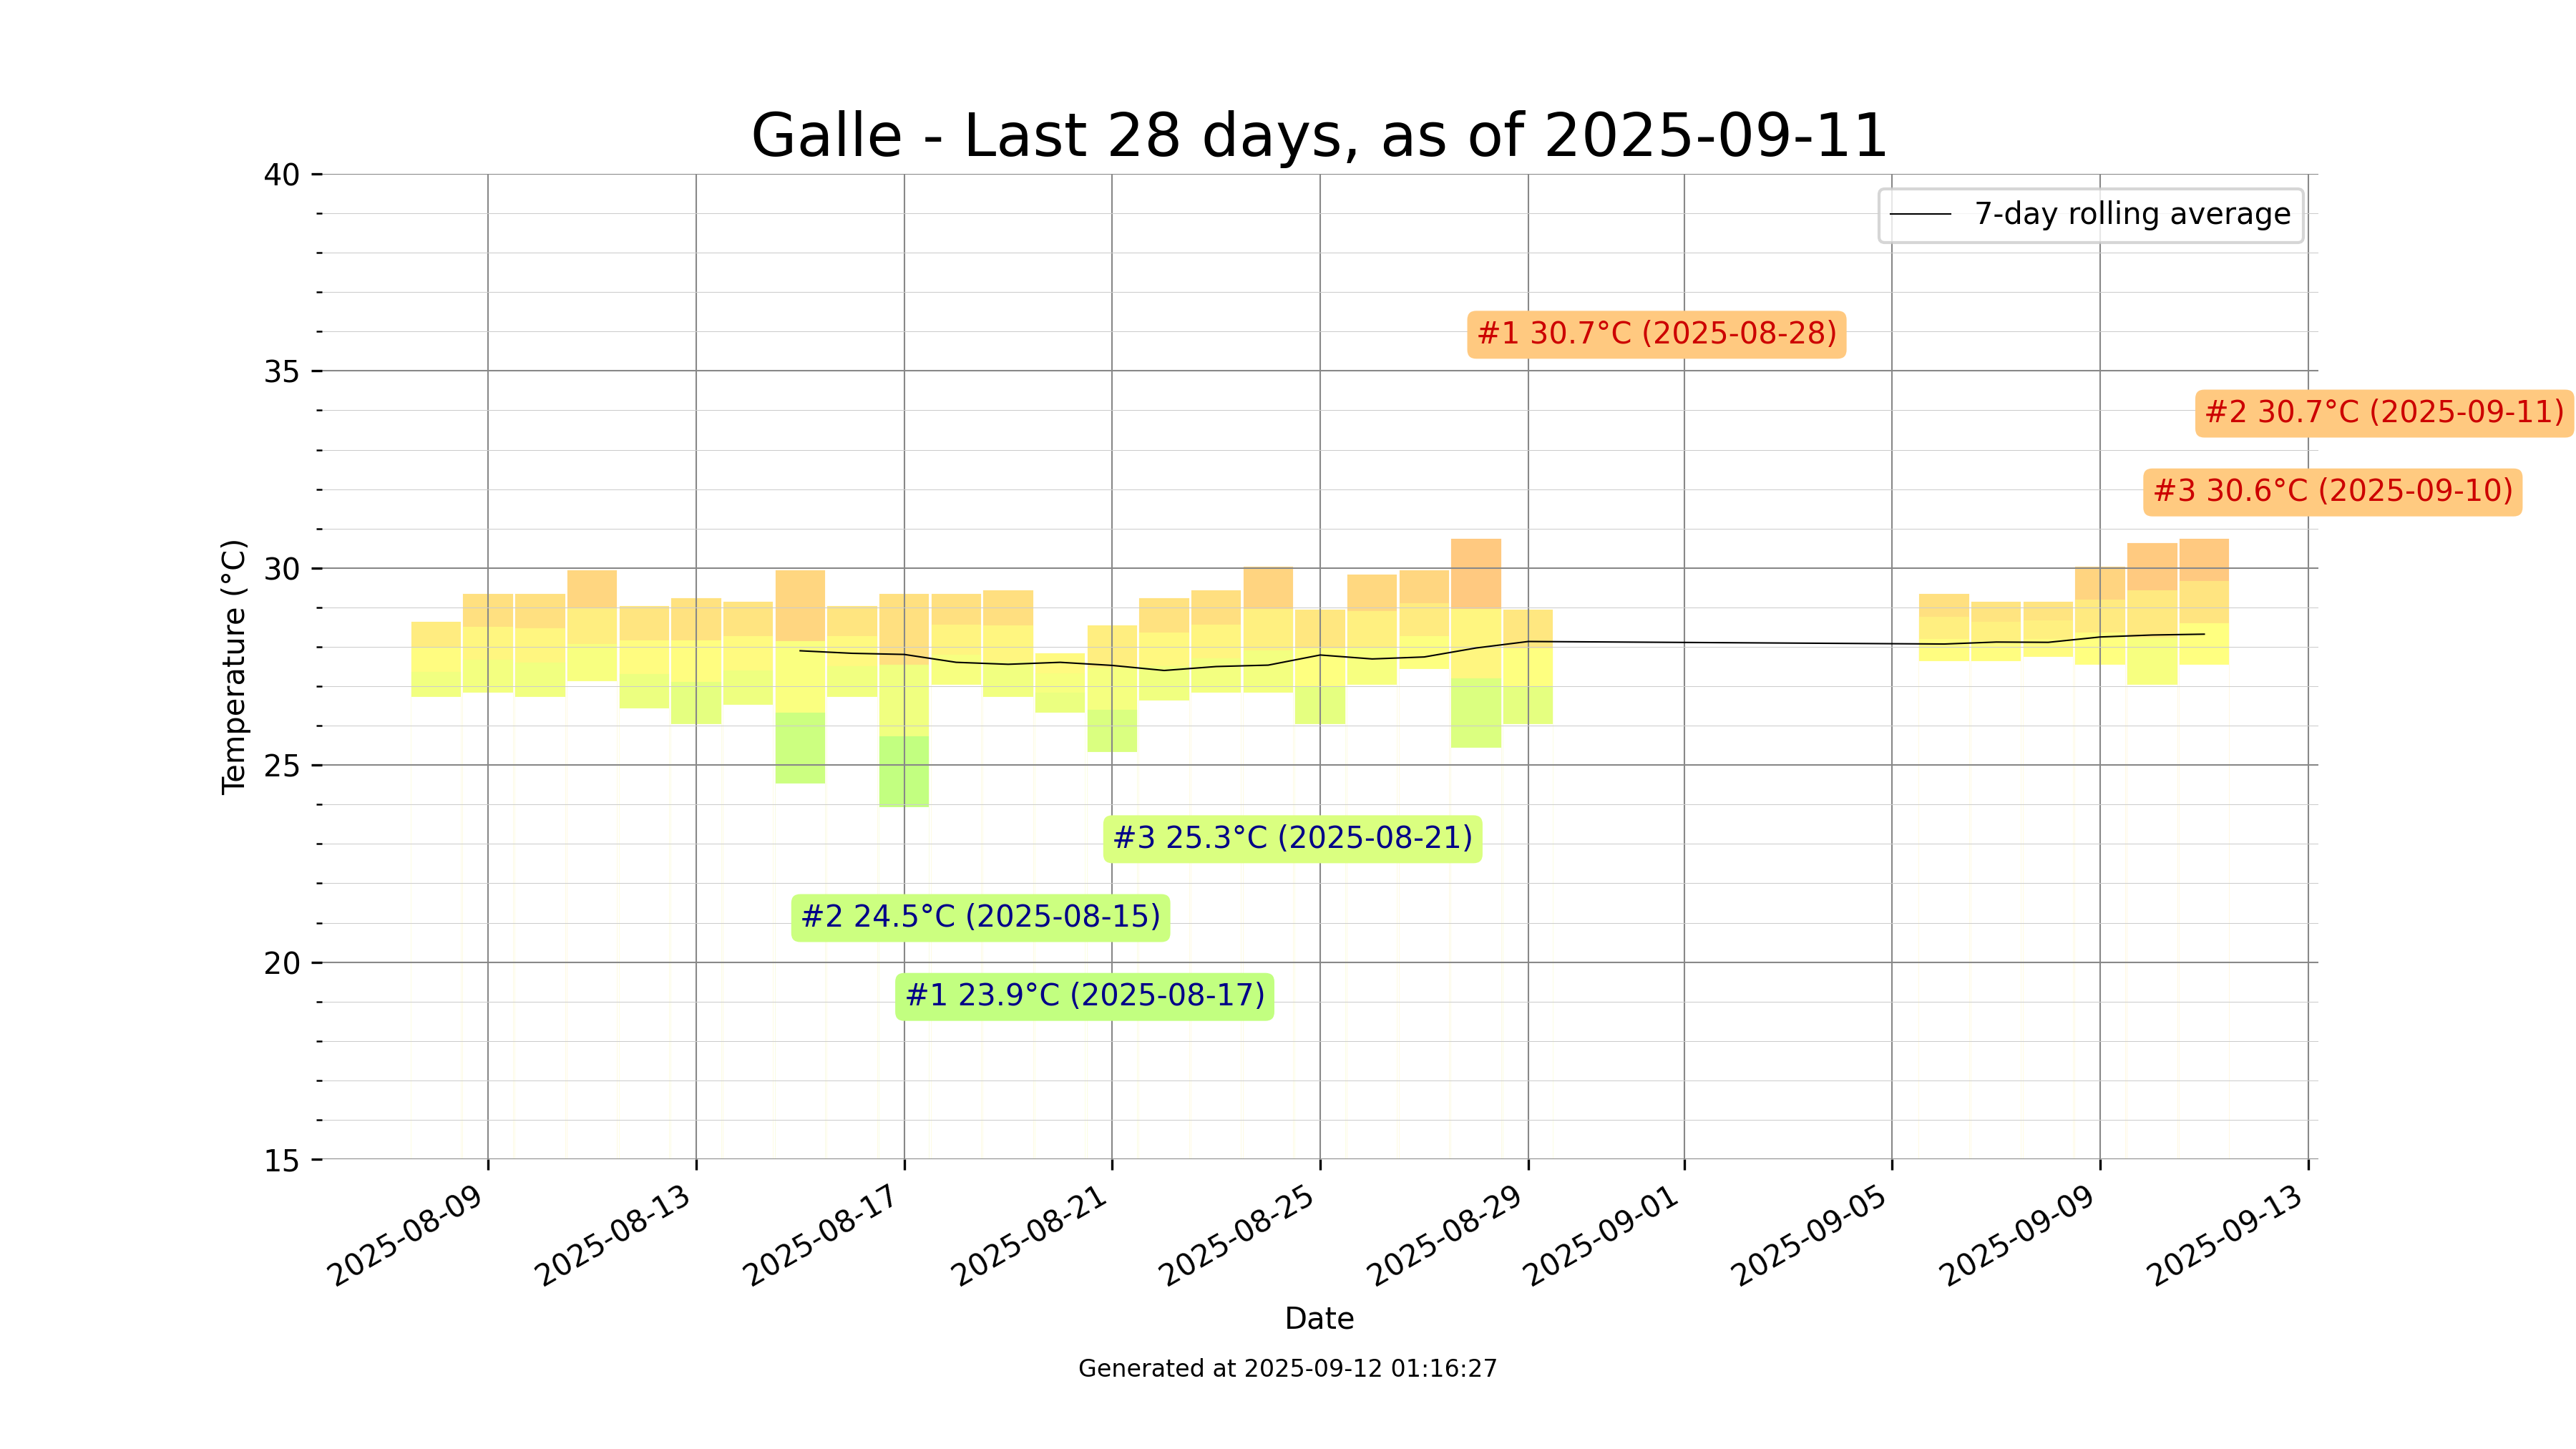 Galle - Last 28 days, as of 2025-09-11
7-day rolling average
Temperature (°C)
40
35
30
25
20
15
#1 30.7°C (2025-08-28)
#2 30.7°C (2025-09-11)
#3 30.6°C (2025-09-10)
#3 25.3°C (2025-08-21)
#2 24.5°C (2025-08-15)
#1 23.9°C (2025-08-17)
2025-08-09
2025-08-13
2025-08-17
2025-08-21
2025-08-25
2025-08-29
2025-09-01
2025-09-05
2025-09-09
2025-09-13
Date
Generated at 2025-09-12 01:16:27